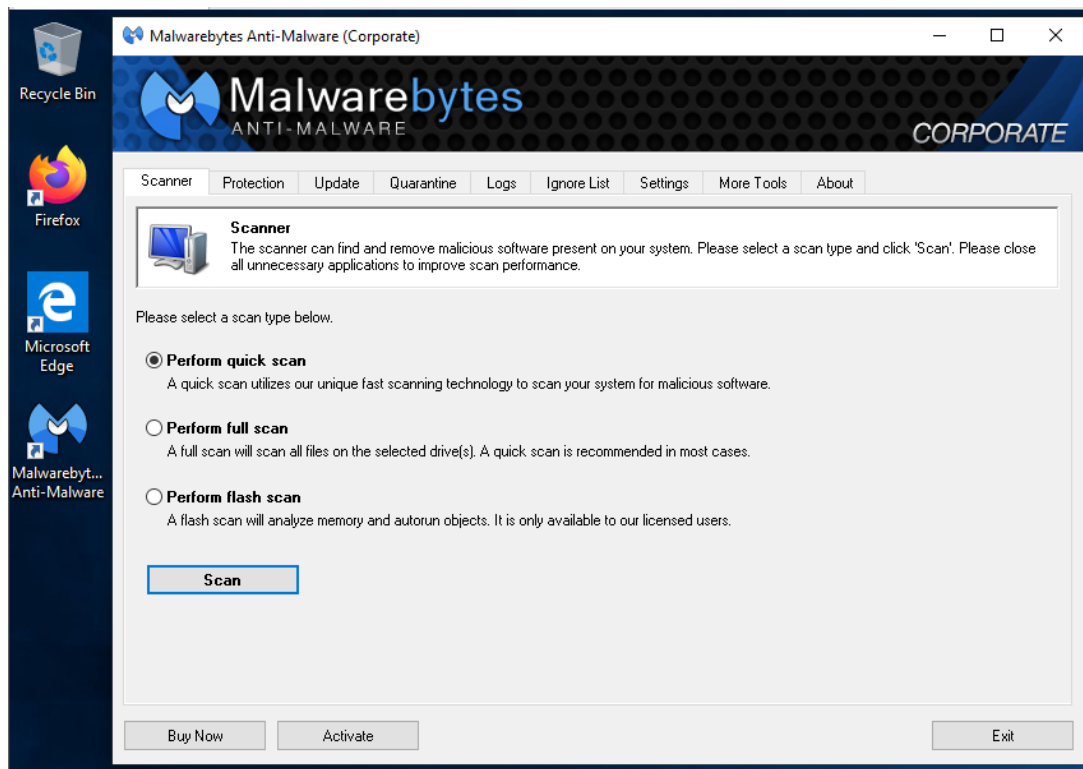 Recycle Bin
Firefox
Microsoft
Edge
Malwarebyt...
Anti-Malware
Malwarebytes Anti-Malware (Corporate)
Malwarebytes
ANTI-MALWARE
CORPORATE
Scanner Protection Update Quarantine Logs Ignore List Settings More Tools About
Scanner
The scanner can find and remove malicious software present on your system. Please select a scan type and click 'Scan'. Please close
all unnecessary applications to improve scan performance.
Please select a scan type below.
Perform quick scan
A quick scan utilizes our unique fast scanning technology to scan your system for malicious software.
Perform full scan
A full scan will scan all files on the selected drive(s). A quick scan is recommended in most cases.
Perform flash scan
A flash scan will analyze memory and autorun objects. It is only available to our licensed users.
Scan
Buy Now Activate Exit